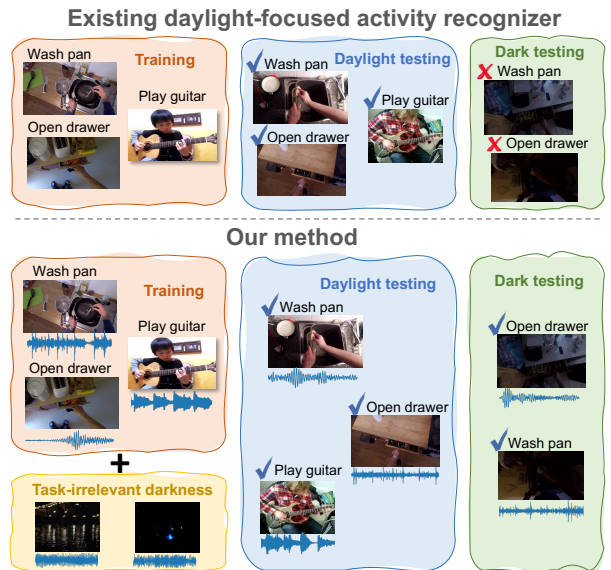 Existing daylight-focused activity recognizer
Training
Wash pan
Play guitar
Open drawer
Daylight testing
Wash pan
Play guitar
Open drawer
Dark testing
Wash pan
Open drawer
Our method
Training
Wash pan
Play guitar
Open drawer
+
Task-irrelevant darkness
Daylight testing
Wash pan
Open drawer
Play guitar
Dark testing
Open drawer
Wash pan